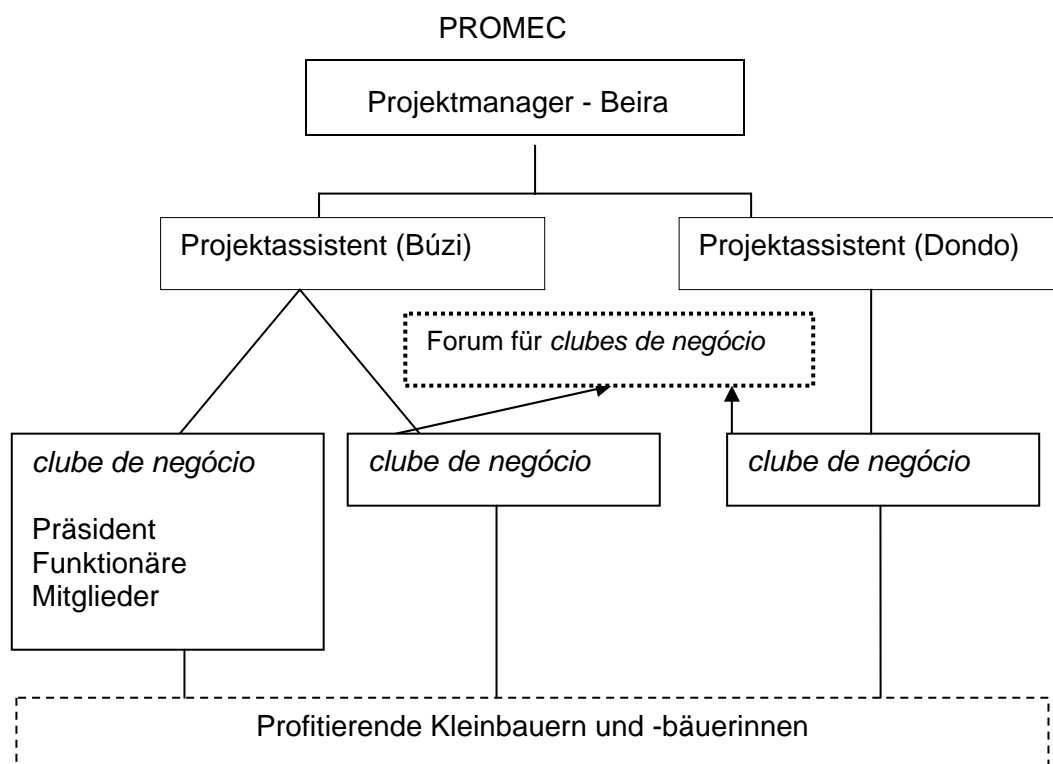 PROMEC
Projektmanager - Beira
Projektassistent (Búzi)
Projektassistent (Dondo)
Forum für clubes de negócio
clube de negócio
Präsident
Funktionäre
Mitglieder
clube de negócio
clube de negócio
Profitierende Kleinbauern und -bäuerinnen